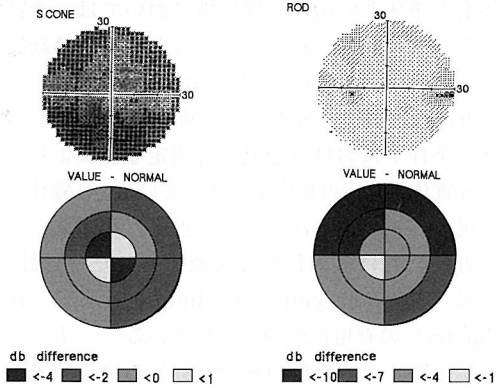 S CONE
30
30
ROD
30
30
VALUE - NORMAL
VALUE - NORMAL
db difference
<-4 <-2 <0 <1
db difference
<-10 <-7 <-4 <-1